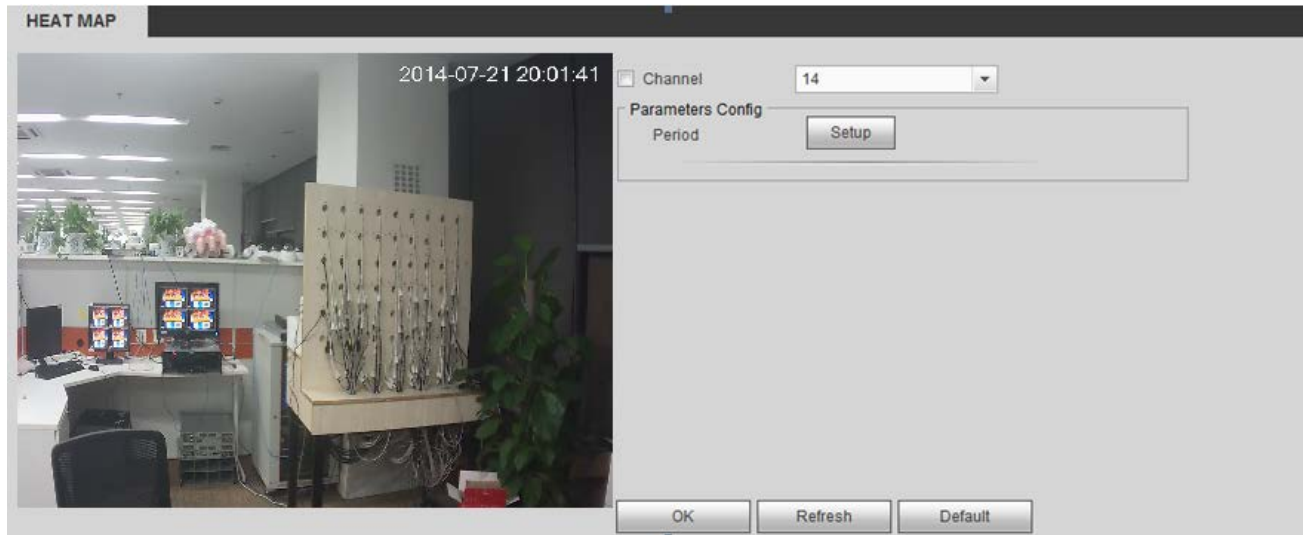 HEAT MAP
2014-07-21 20:01:41
Channel 14
Parameters Config
Period Setup
OK Refresh Default